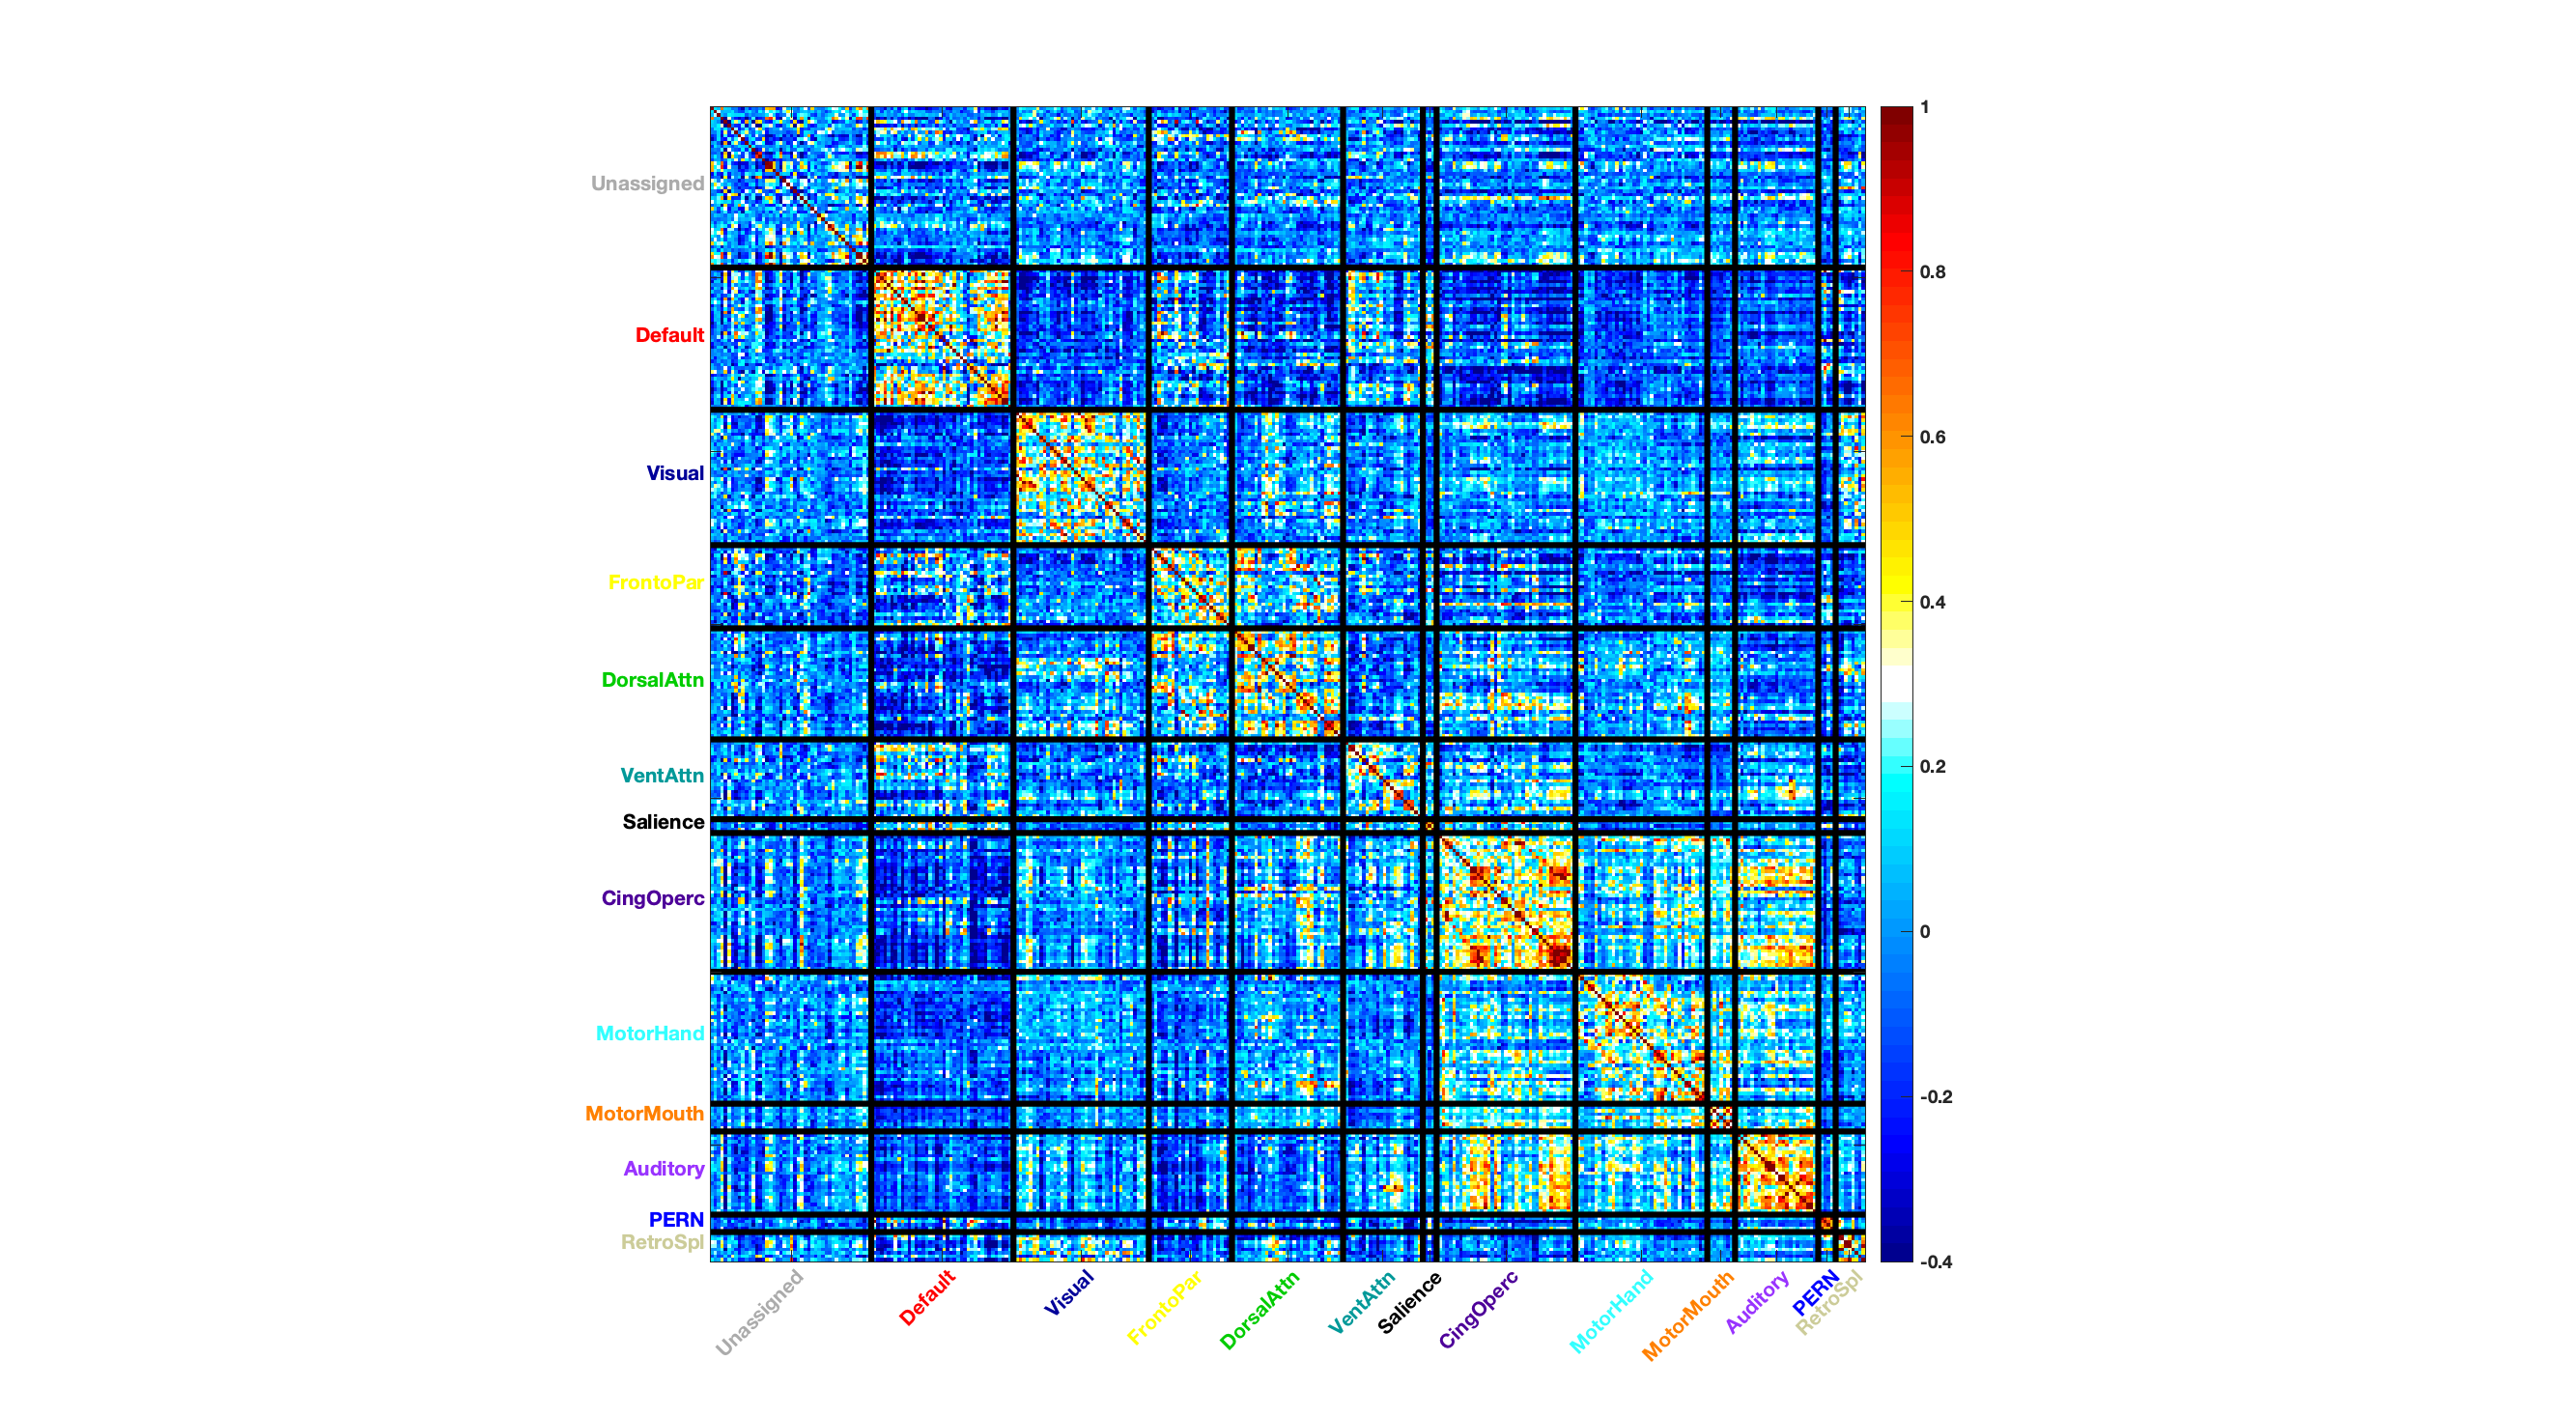 Unassigned
Default
Visual
FrontoPar
DorsalAttn
VentAttn
Salience
CingOperc
MotorHand
MotorMouth
Auditory
PERN
RetroSpl
1
0.8
0.6
0.4
0.2
0
-0.2
-0.4
Unassigned
Default
Visual
FrontoPar
DorsalAttn
VentAttn
Salience
CingOperc
MotorHand
MotorMouth
Auditory
PERN
RetroSpl